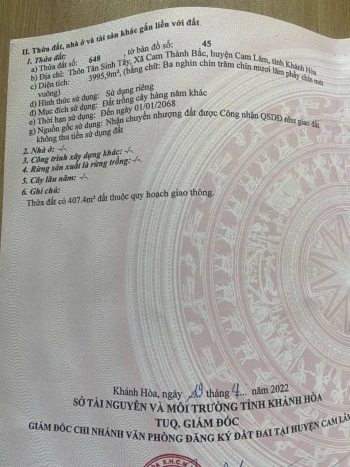 II. Thửa đất, nhà ở và tài sản khác gắn liền với đất
1. Thửa đất:
a) Thửa đất số: 648 , tờ bản đồ số: 45
b) Địa chỉ: Thôn Tân Sinh Tây, Xã Cam Thành Bắc, huyện Cam Lâm, tỉnh Khánh Hòa.
c) Diện tích: 3995,9m², (bằng chữ: Ba nghìn chín trăm chín mươi lăm phẩy chín mét
vuông)
d) Hình thức sử dụng: Sử dụng riêng
đ) Mục đích sử dụng: Đất trồng cây hàng năm khác
e) Thời hạn sử dụng: Đến ngày 01/01/2068
g) Nguồn gốc sử dụng: Nhận chuyển nhượng đất được Công nhận QSDĐ như giao đất
không thu tiền sử dụng đất
2. Nhà ở: -/-
3. Công trình xây dựng khác: -/-
4. Rừng sản xuất là rừng trồng: -/-
5. Cây lâu năm: -/-
6. Ghi chú:
Thửa đất có 407.4m² đất thuộc quy hoạch giao thông.
Khánh Hòa, ngày 19 tháng 4 năm 2022
SỞ TÀI NGUYÊN VÀ MÔI TRƯỜNG TỈNH KHÁNH HÒA
TUQ. GIÁM ĐỐC
GIÁM ĐỐC CHI NHÁNH VĂN PHÒNG ĐĂNG KÝ ĐẤT ĐAI TẠI HUYỆN CAM LÂM